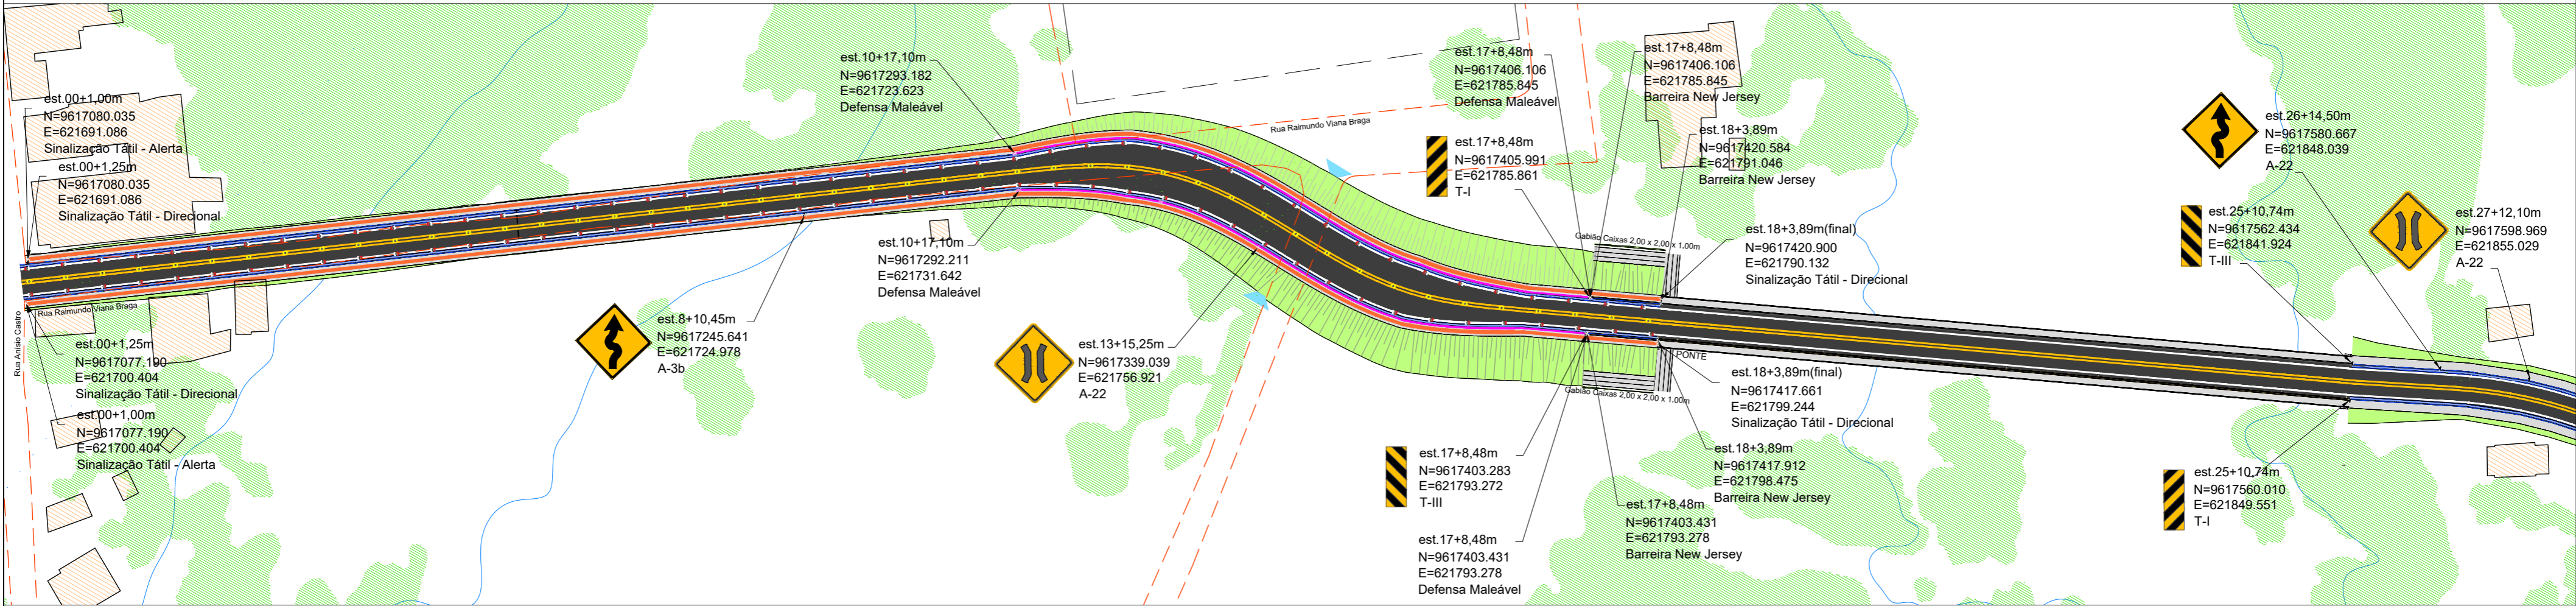 est.00+1,00m
N=9617080.035
E=621691.086
Sinalização Tátil - Alerta
est.00+1,25m
N=9617080.035
E=621691.086
Sinalização Tátil - Direcional
Rua Anísio Castro
Rua Raimundo Viana Braga
est.00+1,25m
N=9617077.190
E=621700.404
Sinalização Tátil - Direcional
est.00+1,00m
N=9617077.190
E=621700.404
Sinalização Tátil - Alerta
est.8+10,45m
N=9617245.641
E=621724.978
A-3b
est.10+17,10m
N=9617293.182
E=621723.623
Defensa Maleável
est.10+17,10m
N=9617292.211
E=621731.642
Defensa Maleável
est.13+15,25m
N=9617339.039
E=621756.921
A-22
Rua Raimundo Viana Braga
est.17+8,48m
N=9617406.106
E=621785.845
Defensa Maleável
est.17+8,48m
N=9617405.991
E=621785.861
T-I
est.17+8,48m
N=9617406.106
E=621785.845
Barreira New Jersey
est.18+3,89m
N=9617420.584
E=621791.046
Barreira New Jersey
est.18+3,89m(final)
N=9617420.900
E=621790.132
Sinalização Tátil - Direcional
Gabião Caixas 2,00 x 2,00 x 1,00m
PONTE
Gabião Caixas 2,00 x 2,00 x 1,00m
est.18+3,89m(final)
N=9617417.661
E=621799.244
Sinalização Tátil - Direcional
est.18+3,89m
N=9617417.912
E=621798.475
Barreira New Jersey
est.17+8,48m
N=9617403.431
E=621793.278
Barreira New Jersey
est.17+8,48m
N=9617403.283
E=621793.272
T-III
est.17+8,48m
N=9617403.431
E=621793.278
Defensa Maleável
est.26+14,50m
N=9617580.667
E=621848.039
A-22
est.25+10,74m
N=9617562.434
E=621841.924
T-III
est.27+12,10m
N=9617598.969
E=621855.029
A-22
est.25+10,74m
N=9617560.010
E=621849.551
T-I